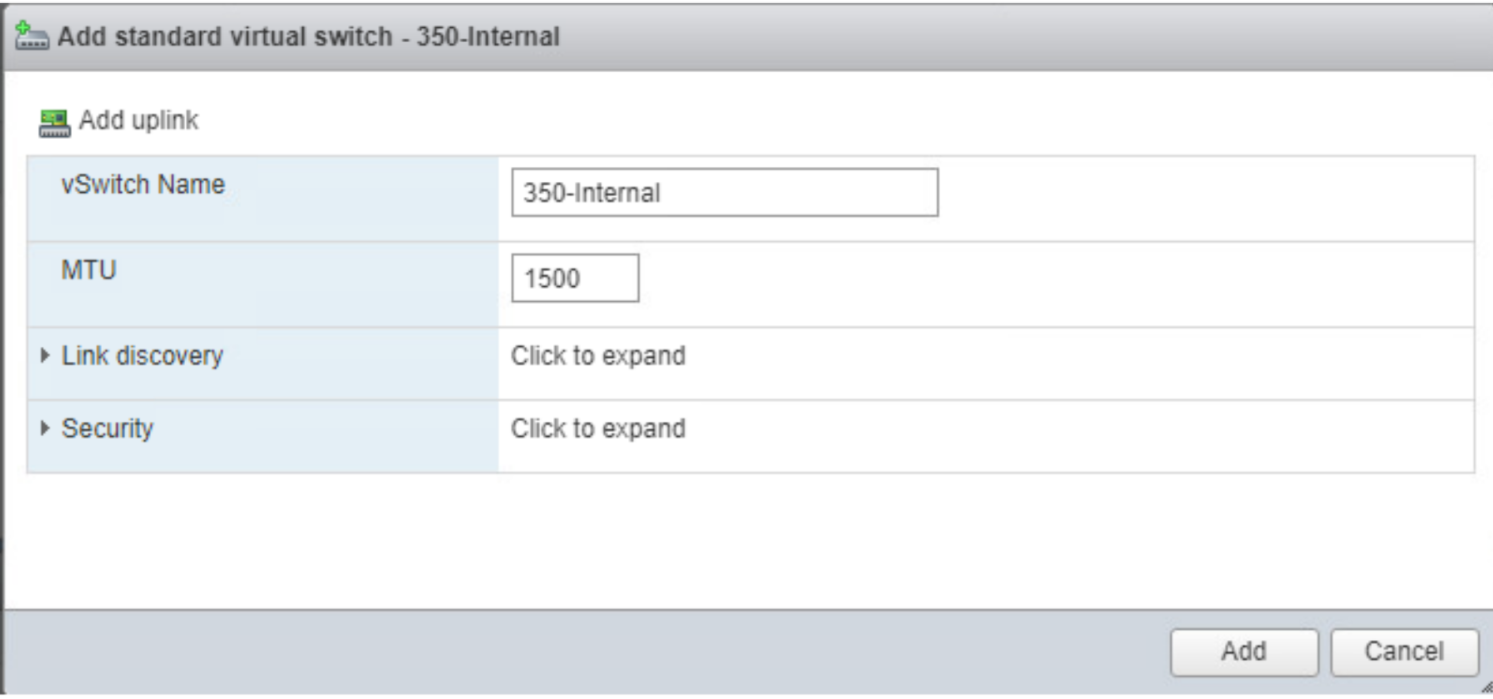 Add standard virtual switch - 350-Internal
Add uplink
vSwitch Name 350-Internal
MTU 1500
Link discovery Click to expand
Security Click to expand
Add Cancel